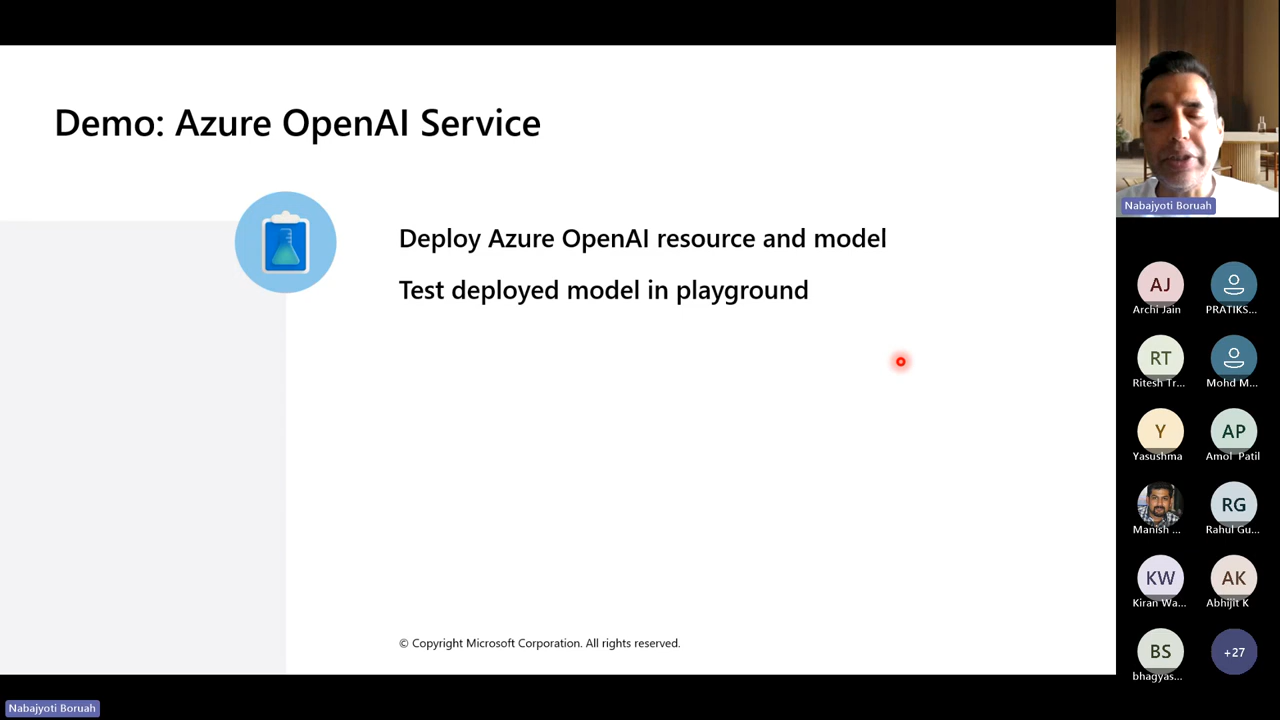 Demo: Azure OpenAI Service
Deploy Azure OpenAI resource and model
Test deployed model in playground
© Copyright Microsoft Corporation. All rights reserved.
Nabajyoti Boruah
AJ
Archi Jain
PRATIKS...
RT
Ritesh Tr...
Mohd M...
Y
Yasushma
AP
Amol Patil
Manish ...
RG
Rahul Gu...
KW
Kiran Wa...
AK
Abhijit K
BS
bhagyas...
+27
Nabajyoti Boruah